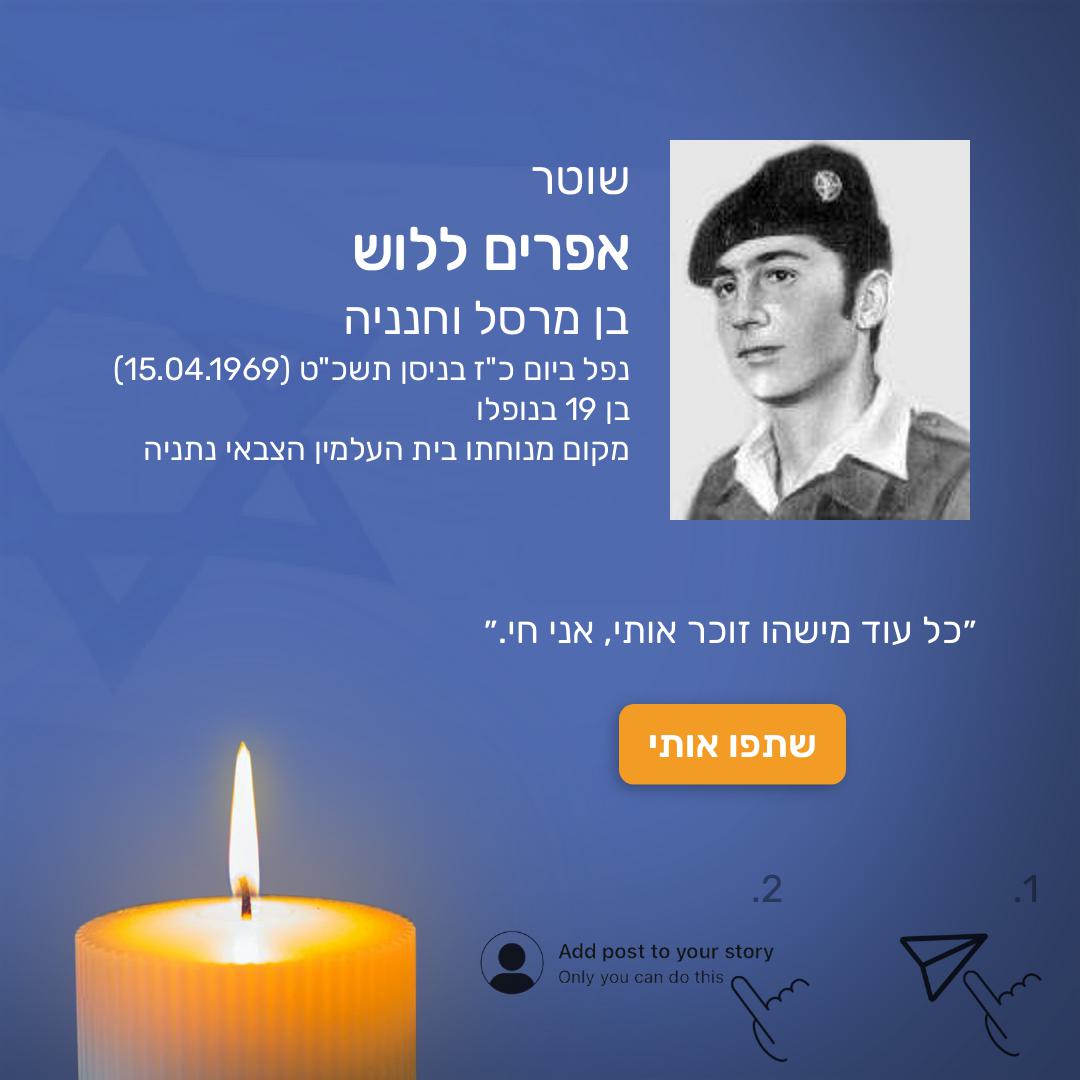 שוטר
אפרים ללוש
בן מרסל וחנניה
נפל ביום כ"ז בניסן תשכ"ט (15.04.1969)
בן 19 בנופלו
מקום מנוחתו בית העלמין הצבאי נתניה
״כל עוד מישהו זוכר אותי, אני חי.״
שתפו אותי
.1
.2
Add post to your story
Only you can do this